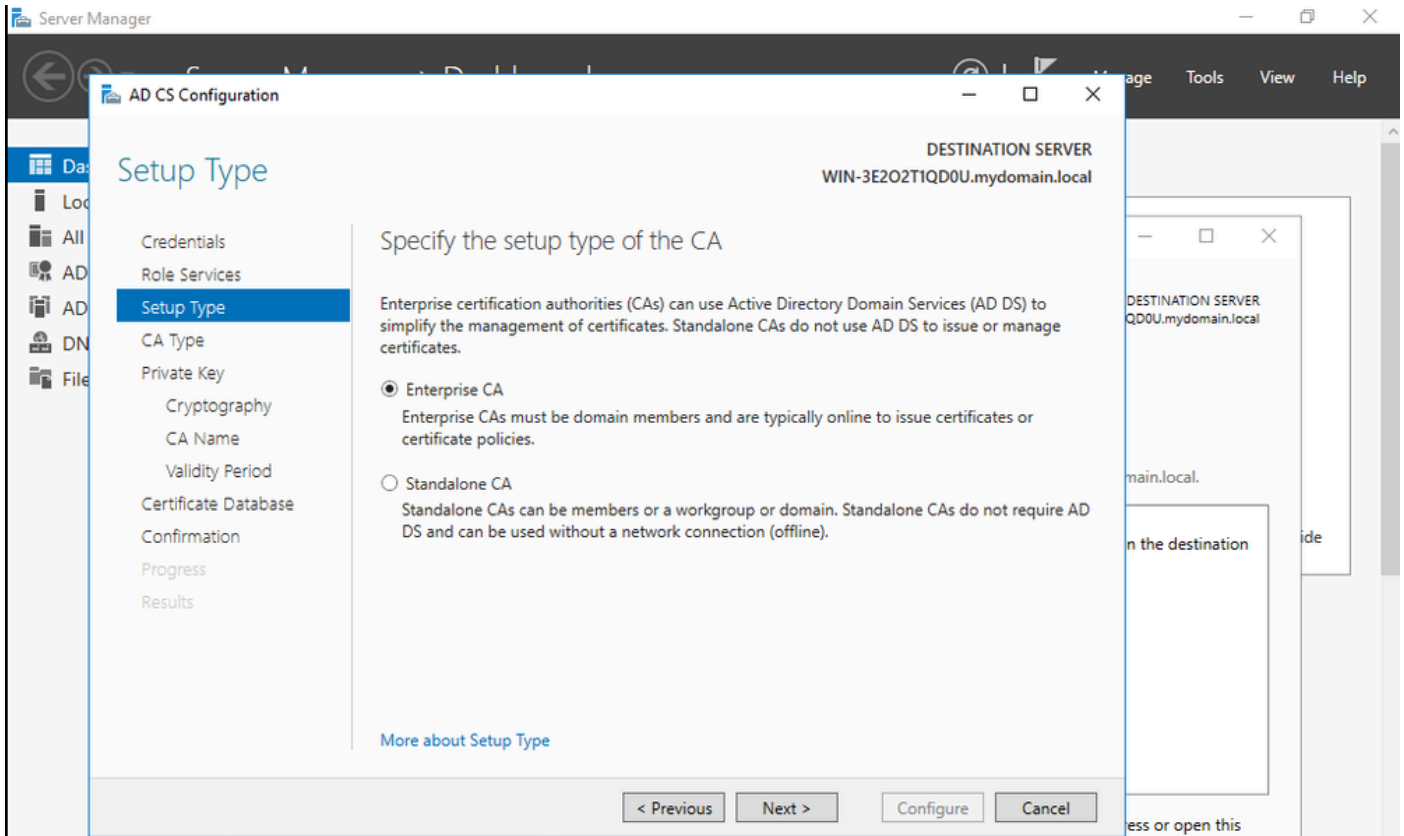 Server Manager
Manage Tools View Help
AD CS Configuration
Setup Type
DESTINATION SERVER
WIN-3E2O2T1QD0U.mydomain.local
Das
Loc
All
AD
AD
DN
File
Credentials
Role Services
Setup Type
CA Type
Private Key
Cryptography
CA Name
Validity Period
Certificate Database
Confirmation
Progress
Results
Specify the setup type of the CA
Enterprise certification authorities (CAs) can use Active Directory Domain Services (AD DS) to
simplify the management of certificates. Standalone CAs do not use AD DS to issue or manage
certificates.
Enterprise CA
Enterprise CAs must be domain members and are typically online to issue certificates or
certificate policies.
Standalone CA
Standalone CAs can be members or a workgroup or domain. Standalone CAs do not require AD
DS and can be used without a network connection (offline).
More about Setup Type
< Previous
Next >
Configure
Cancel
DESTINATION SERVER
QD0U.mydomain.local
main.local.
n the destination
ide
ress or open this